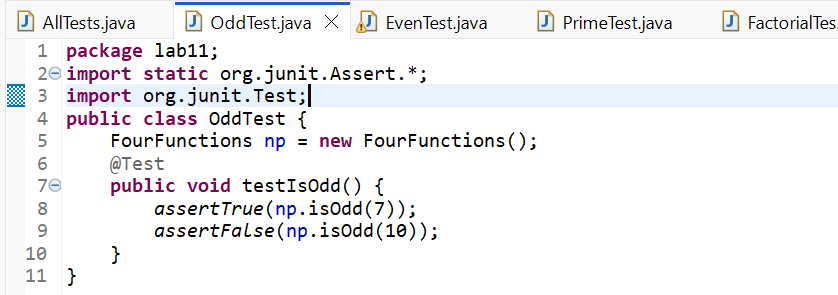 AllTests.java OddTest.java EvenTest.java PrimeTest.java FactorialTes
1 package lab11;
2 import static org.junit.Assert.*;
3 import org.junit.Test;
4 public class OddTest {
5     FourFunctions np = new FourFunctions();
6     @Test
7     public void testIsOdd() {
8         assertTrue(np.isOdd(7));
9         assertFalse(np.isOdd(10));
10     }
11 }